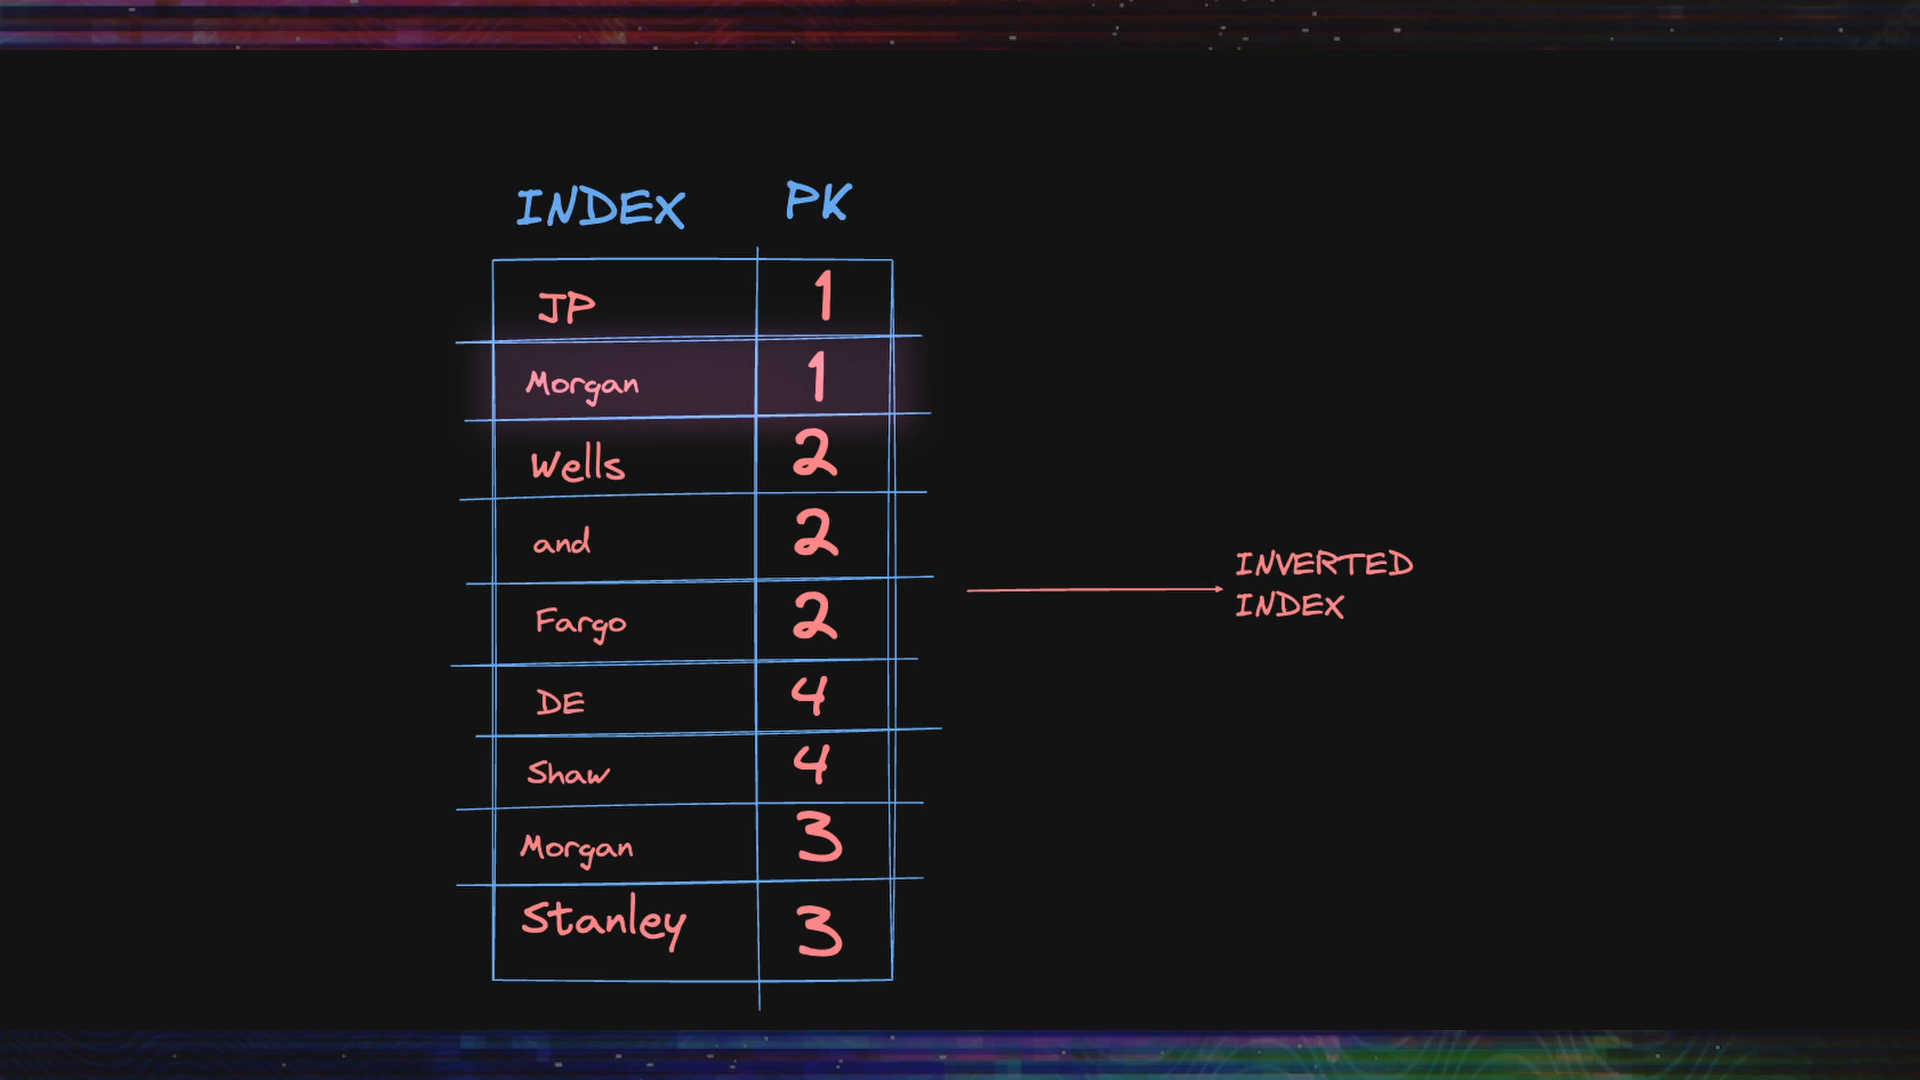 INDEX PK
JP 1
Morgan 1
Wells 2
and 2
Fargo 2
DE 4
Shaw 4
Morgan 3
Stanley 3
INVERTED
INDEX